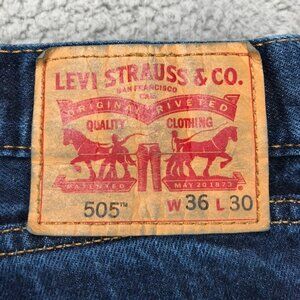 LEVI STRAUSS & CO.
SAN FRANCISCO
CAL.
ORIGINAL RIVETED
QUALITY CLOTHING
PATENTED MAY 20 1873
505™ W 36 L 30